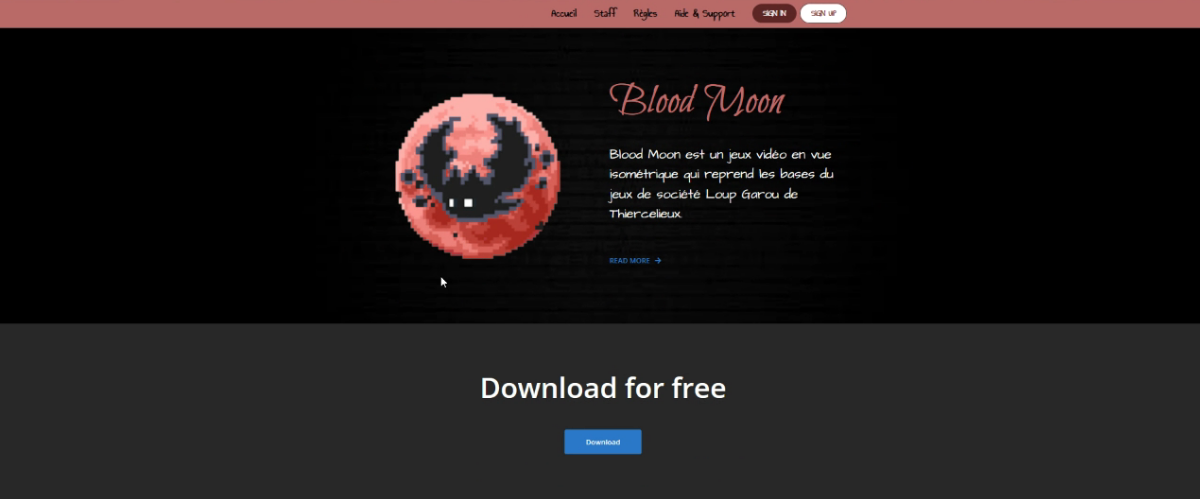 Accueil Staff Règles Aide & Support SIGN IN SIGN UP
Blood Moon
Blood Moon est un jeux vidéo en vue
isométrique qui reprend les bases du
jeux de société Loup Garou de
Thiercelieux.
READ MORE →
Download for free
Download